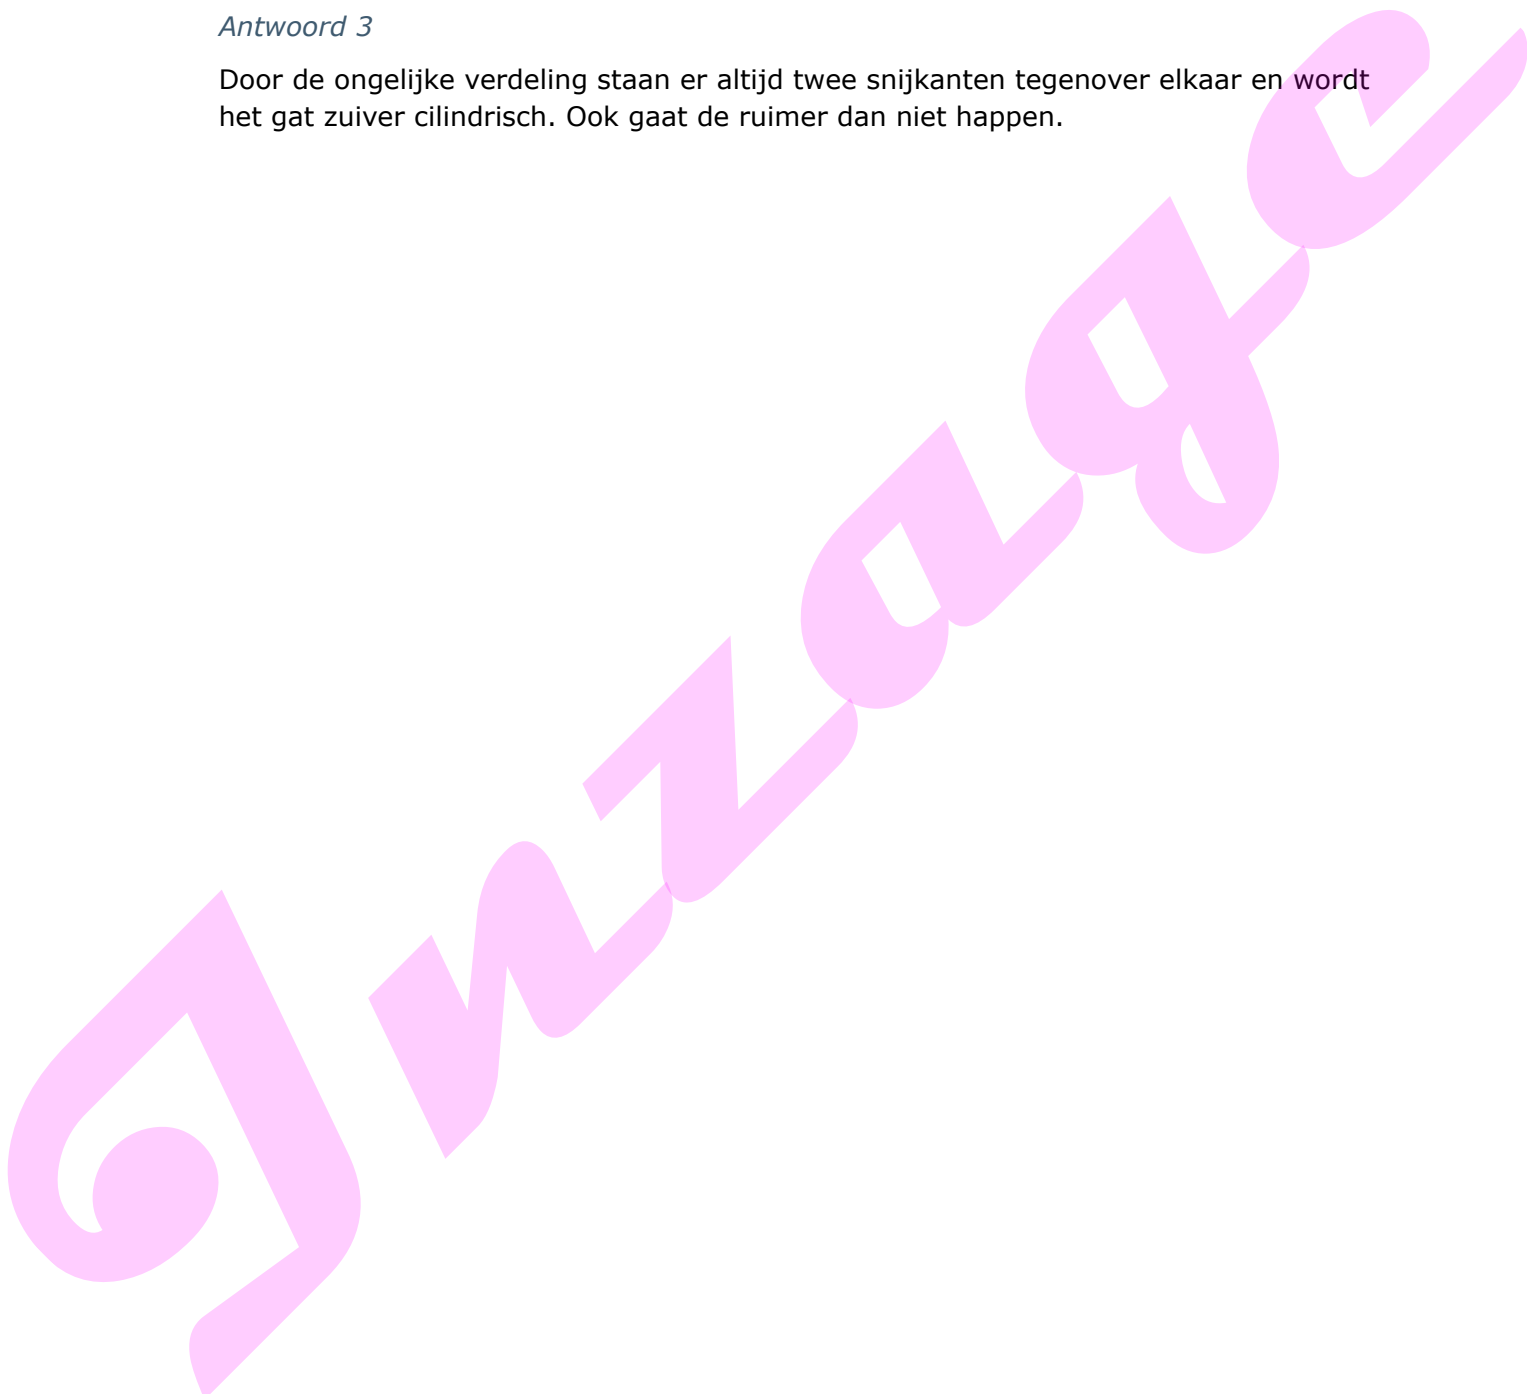 Antwoord 3
Door de ongelijke verdeling staan er altijd twee snijkanten tegenover elkaar en wordt
het gat zuiver cilindrisch. Ook gaat de ruimer dan niet happen.
Inzage